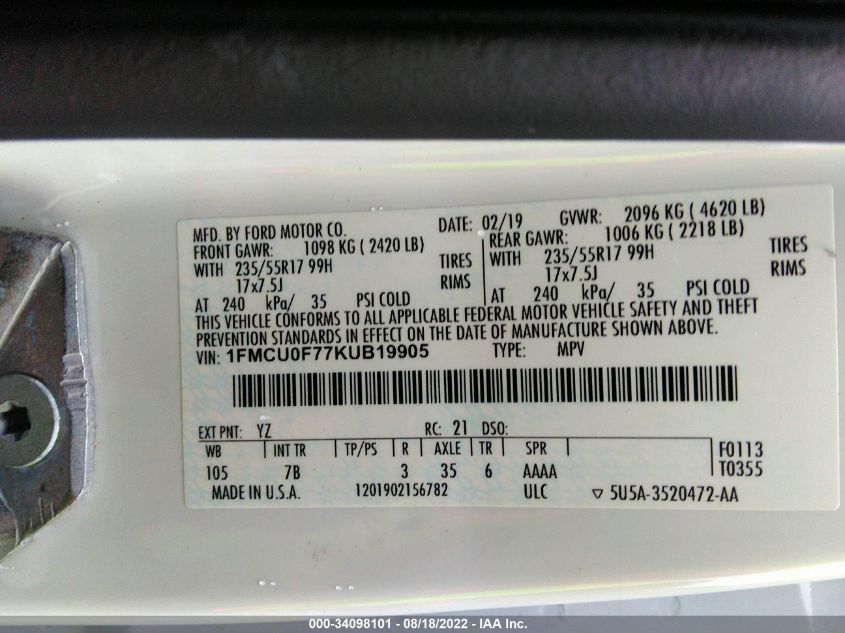 MFD. BY FORD MOTOR CO. DATE: 02/19 GVWR: 2096 KG ( 4620 LB)
FRONT GAWR: 1098 KG ( 2420 LB) REAR GAWR: 1006 KG ( 2218 LB)
WITH 235/55R17 99H TIRES WITH 235/55R17 99H TIRES
17x7.5J RIMS 17x7.5J RIMS
AT 240 kPa/ 35 PSI COLD AT 240 kPa/ 35 PSI COLD
THIS VEHICLE CONFORMS TO ALL APPLICABLE FEDERAL MOTOR VEHICLE SAFETY AND THEFT
PREVENTION STANDARDS IN EFFECT ON THE DATE OF MANUFACTURE SHOWN ABOVE.
VIN: 1FMCU0F77KUB19905 TYPE: MPV
EXT PNT: YZ RC: 21 DSO:
WB INT TR TP/PS R AXLE TR SPR F0113
105 7B 3 35 6 AAAA T0355
MADE IN U.S.A. 1201902156782 ULC ▽ 5U5A-3520472-AA
000-34098101 - 08/18/2022 - IAA Inc.